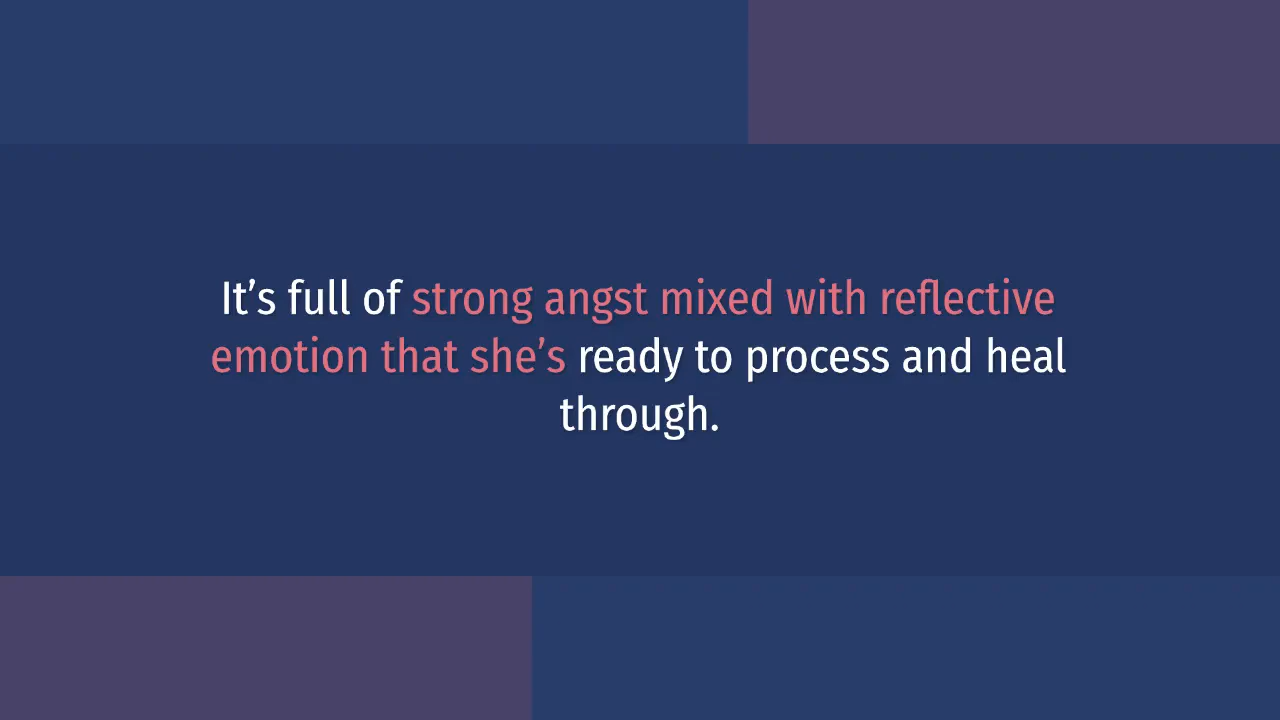 It’s full of strong angst mixed with reflective
emotion that she’s ready to process and heal
through.